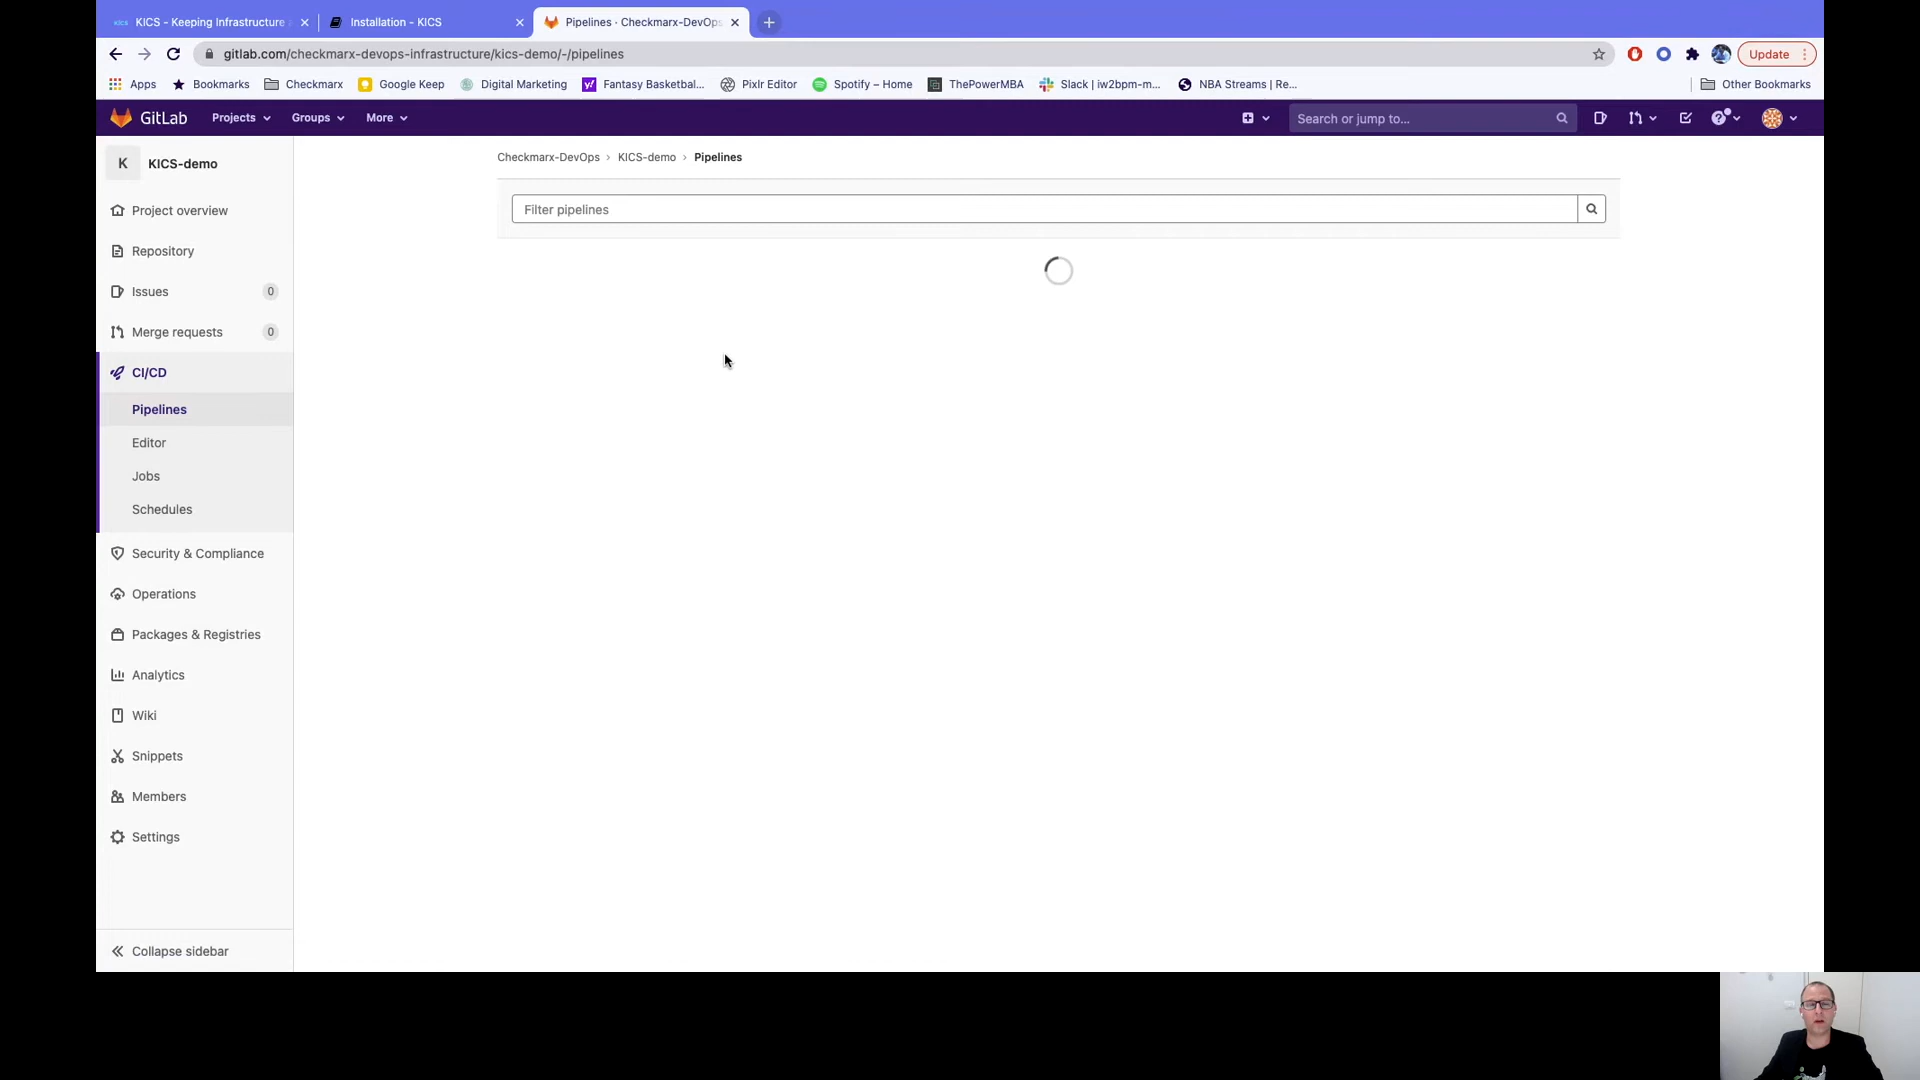 KICS - Keeping Infrastructure
Installation - KICS
Pipelines · Checkmarx-DevOps
gitlab.com/checkmarx-devops-infrastructure/kics-demo/-/pipelines
Update
Apps
Bookmarks
Checkmarx
Google Keep
Digital Marketing
Fantasy Basketbal...
Pixlr Editor
Spotify – Home
ThePowerMBA
Slack | iw2bpm-m...
NBA Streams | Re...
Other Bookmarks
GitLab
Projects
Groups
More
Search or jump to...
K
KICS-demo
Checkmarx-DevOps › KICS-demo › Pipelines
Filter pipelines
Project overview
Repository
Issues 0
Merge requests 0
CI/CD
Pipelines
Editor
Jobs
Schedules
Security & Compliance
Operations
Packages & Registries
Analytics
Wiki
Snippets
Members
Settings
Collapse sidebar